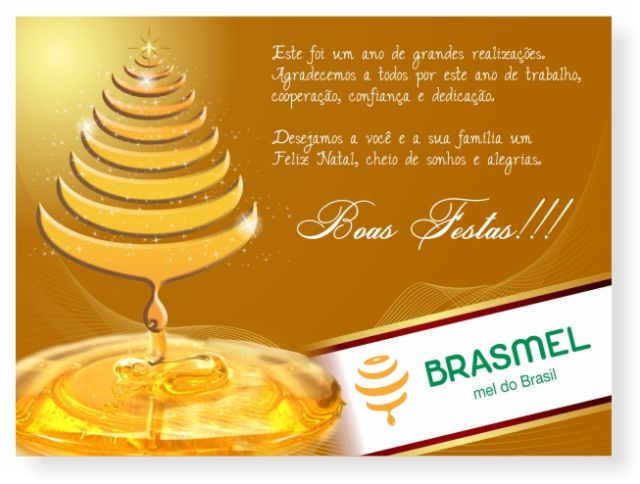 Este foi um ano de grandes realizações.
Agradecemos a todos por este ano de trabalho,
cooperação, confiança e dedicação.
Desejamos a você e a sua família um
Feliz Natal, cheio de sonhos e alegrias.
Boas Festas!!!
BRASMEL
mel do Brasil